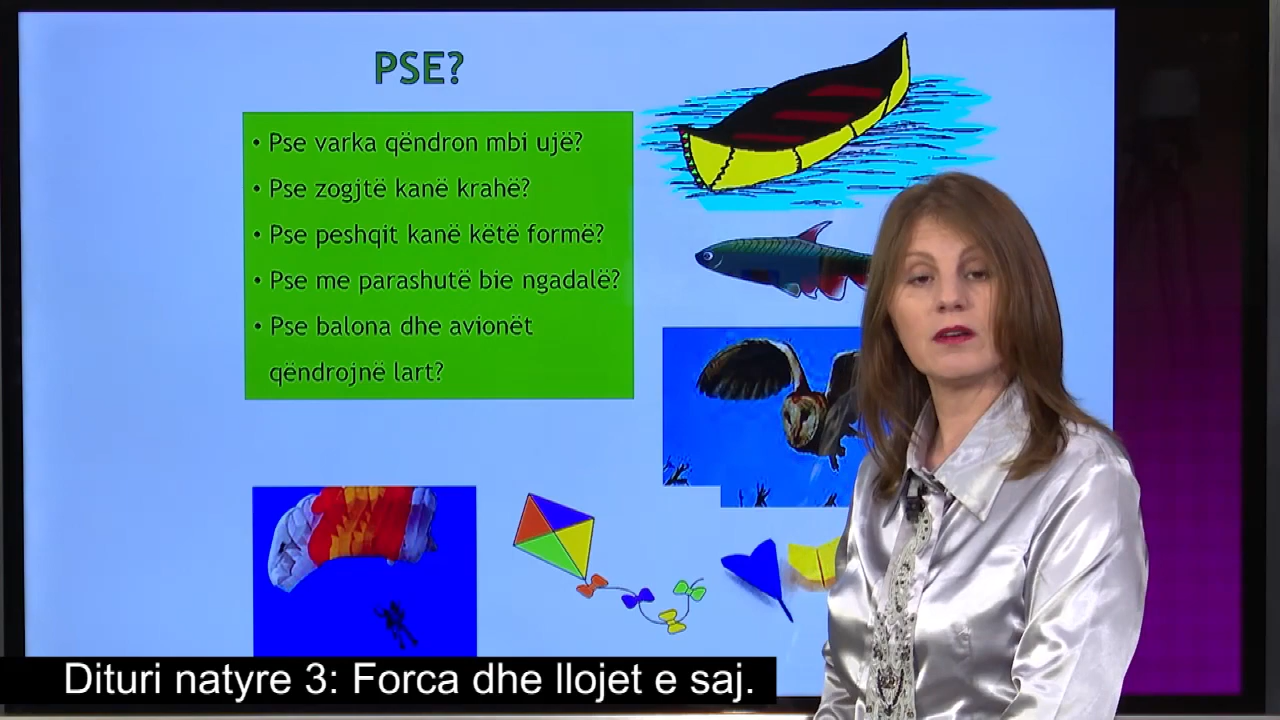 PSE?
• Pse varka qëndron mbi ujë?
• Pse zogjtë kanë krahë?
• Pse peshqit kanë këtë formë?
• Pse me parashutë bie ngadalë?
• Pse balona dhe avionët
qëndrojnë lart?
Dituri natyre 3: Forca dhe llojet e saj.